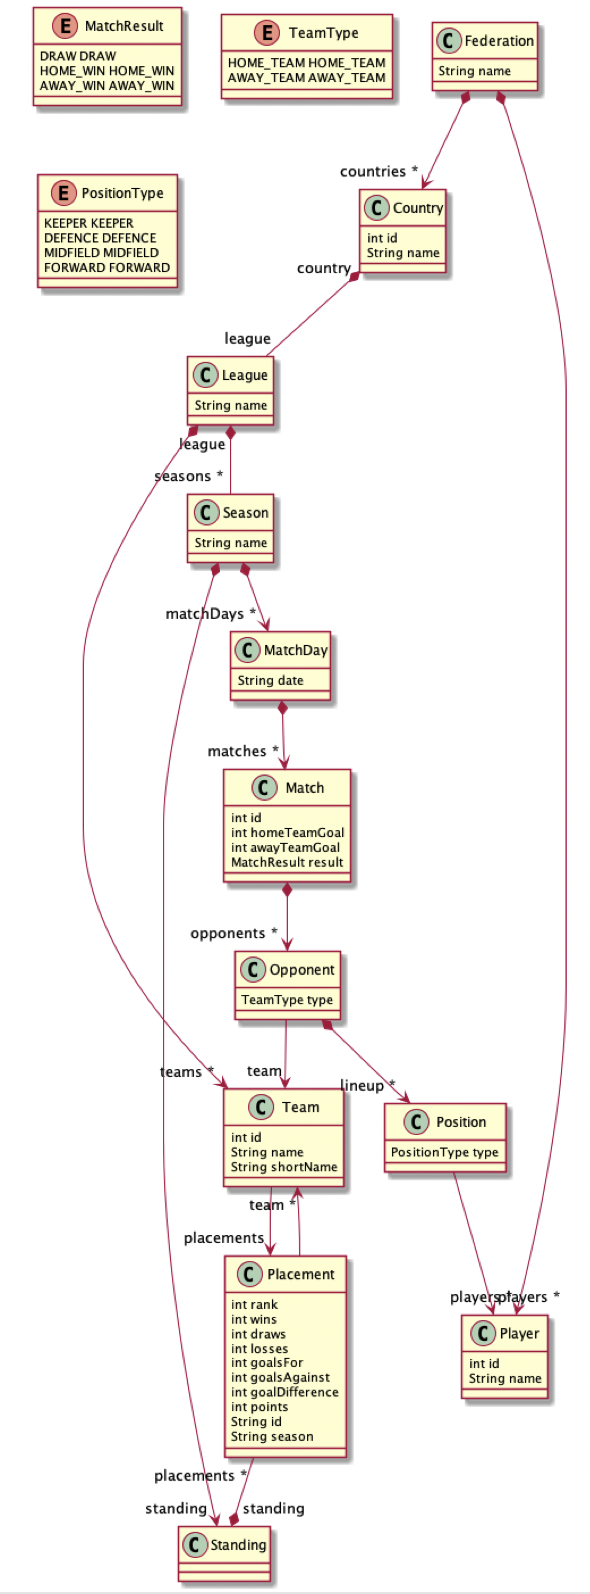 E MatchResult
DRAW DRAW
HOME_WIN HOME_WIN
AWAY_WIN AWAY_WIN
E TeamType
HOME_TEAM HOME_TEAM
AWAY_TEAM AWAY_TEAM
C Federation
String name
E PositionType
KEEPER KEEPER
DEFENCE DEFENCE
MIDFIELD MIDFIELD
FORWARD FORWARD
countries *
C Country
int id
String name
country
league
C League
String name
league
seasons *
C Season
String name
matchDays *
C MatchDay
String date
matches *
C Match
int id
int homeTeamGoal
int awayTeamGoal
MatchResult result
opponents *
C Opponent
TeamType type
teams *
team
lineup *
C Team
int id
String name
String shortName
C Position
PositionType type
team *
placements
C Placement
int rank
int wins
int draws
int losses
int goalsFor
int goalsAgainst
int goalDifference
int points
String id
String season
players *
players *
C Player
int id
String name
placements *
standing
standing
C Standing